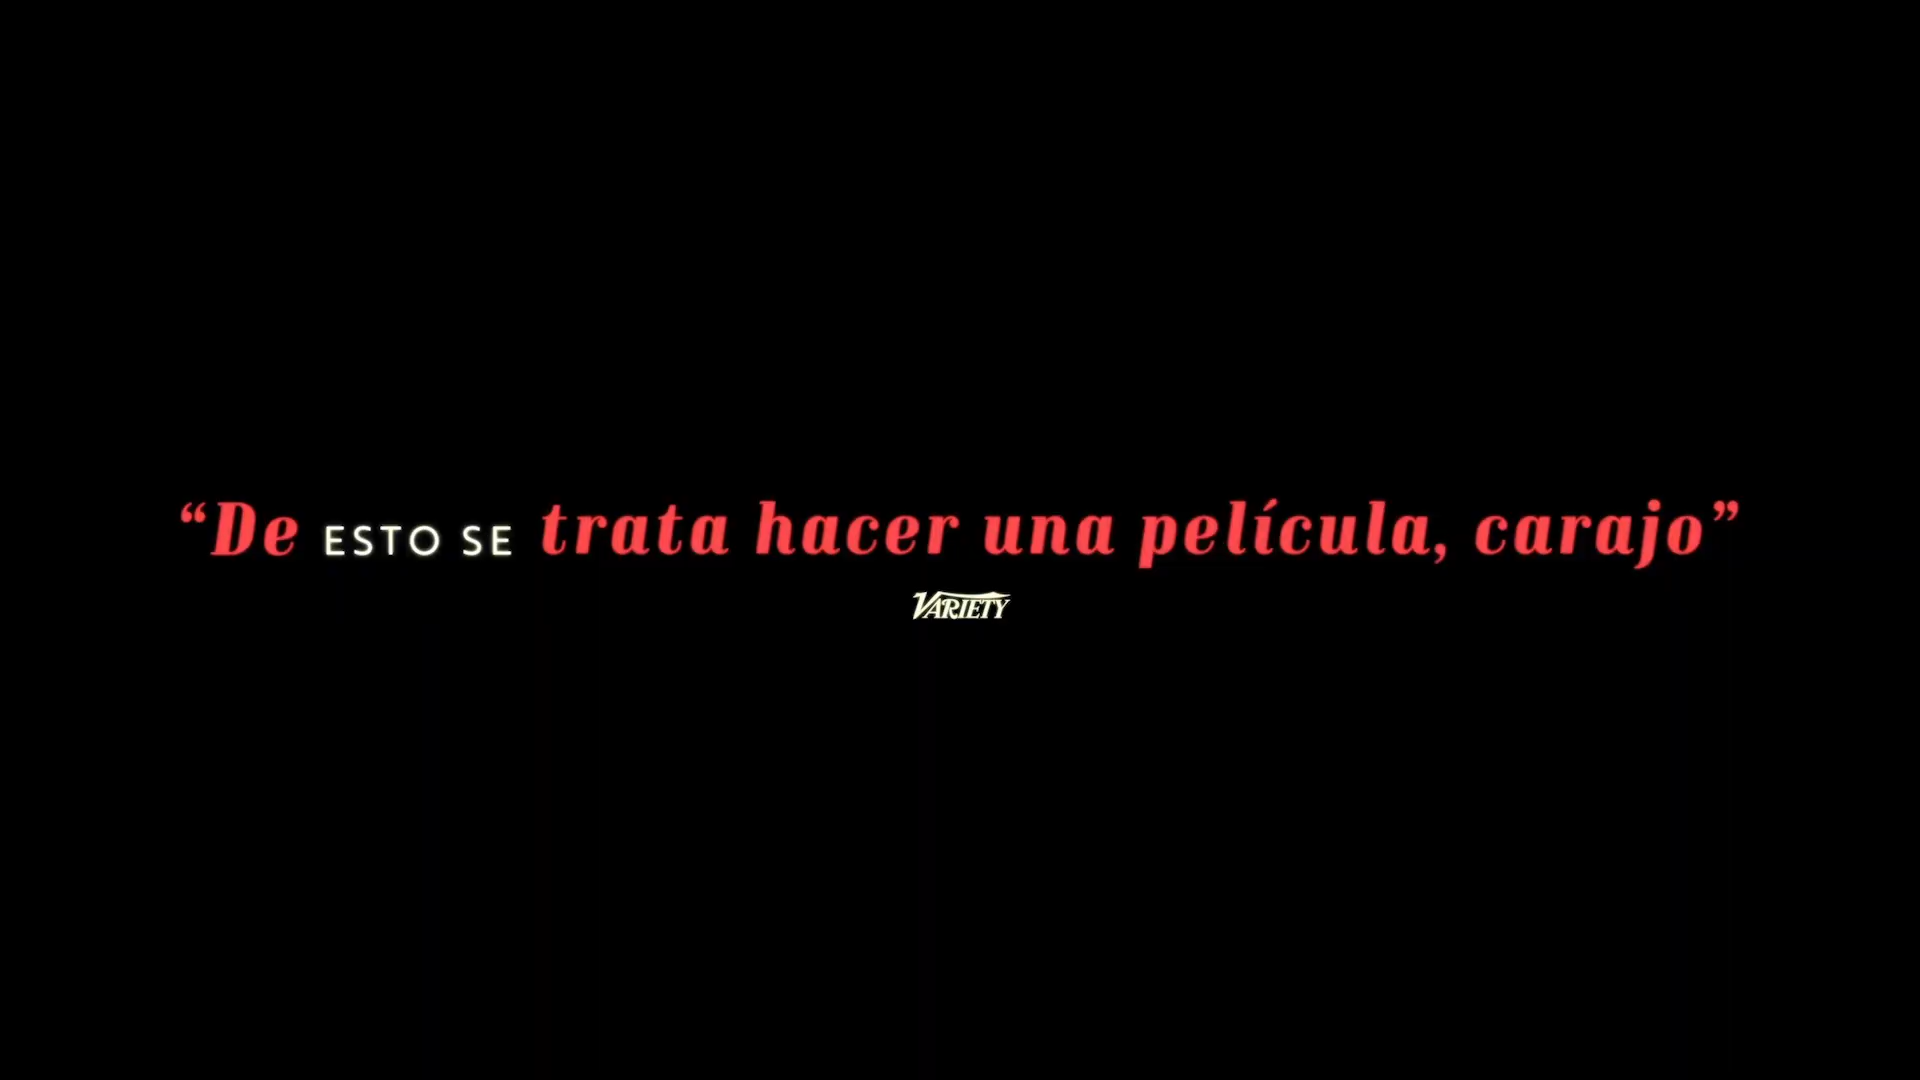 “De ESTO SE trata hacer una película, carajo”
VARIETY